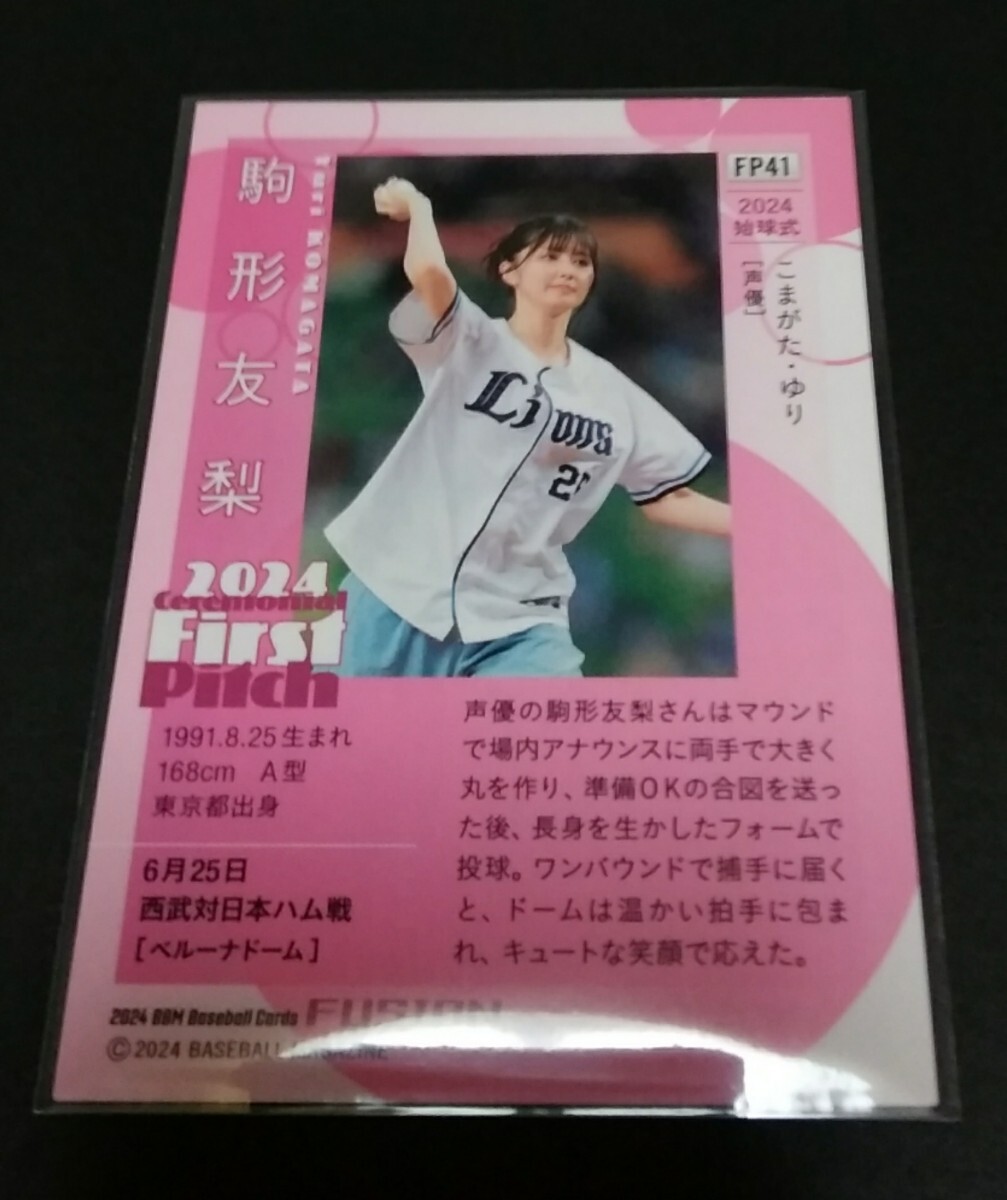 駒形友梨
Yuri KOMAGATA
FP41
2024
始球式
こまがた・ゆり
[声優]
Lions
2024
Ceremonial
First
Pitch
1991.8.25生まれ
168cm A型
東京都出身
6月25日
西武対日本ハム戦
[ベルーナドーム]
声優の駒形友梨さんはマウンド
で場内アナウンスに両手で大きく
丸を作り、準備OKの合図を送っ
た後、長身を生かしたフォームで
投球。ワンバウンドで捕手に届く
と、ドームは温かい拍手に包ま
れ、キュートな笑顔で応えた。
2024 BBM Baseball Cards FUSION
©2024 BASEBALL MAGAZINE